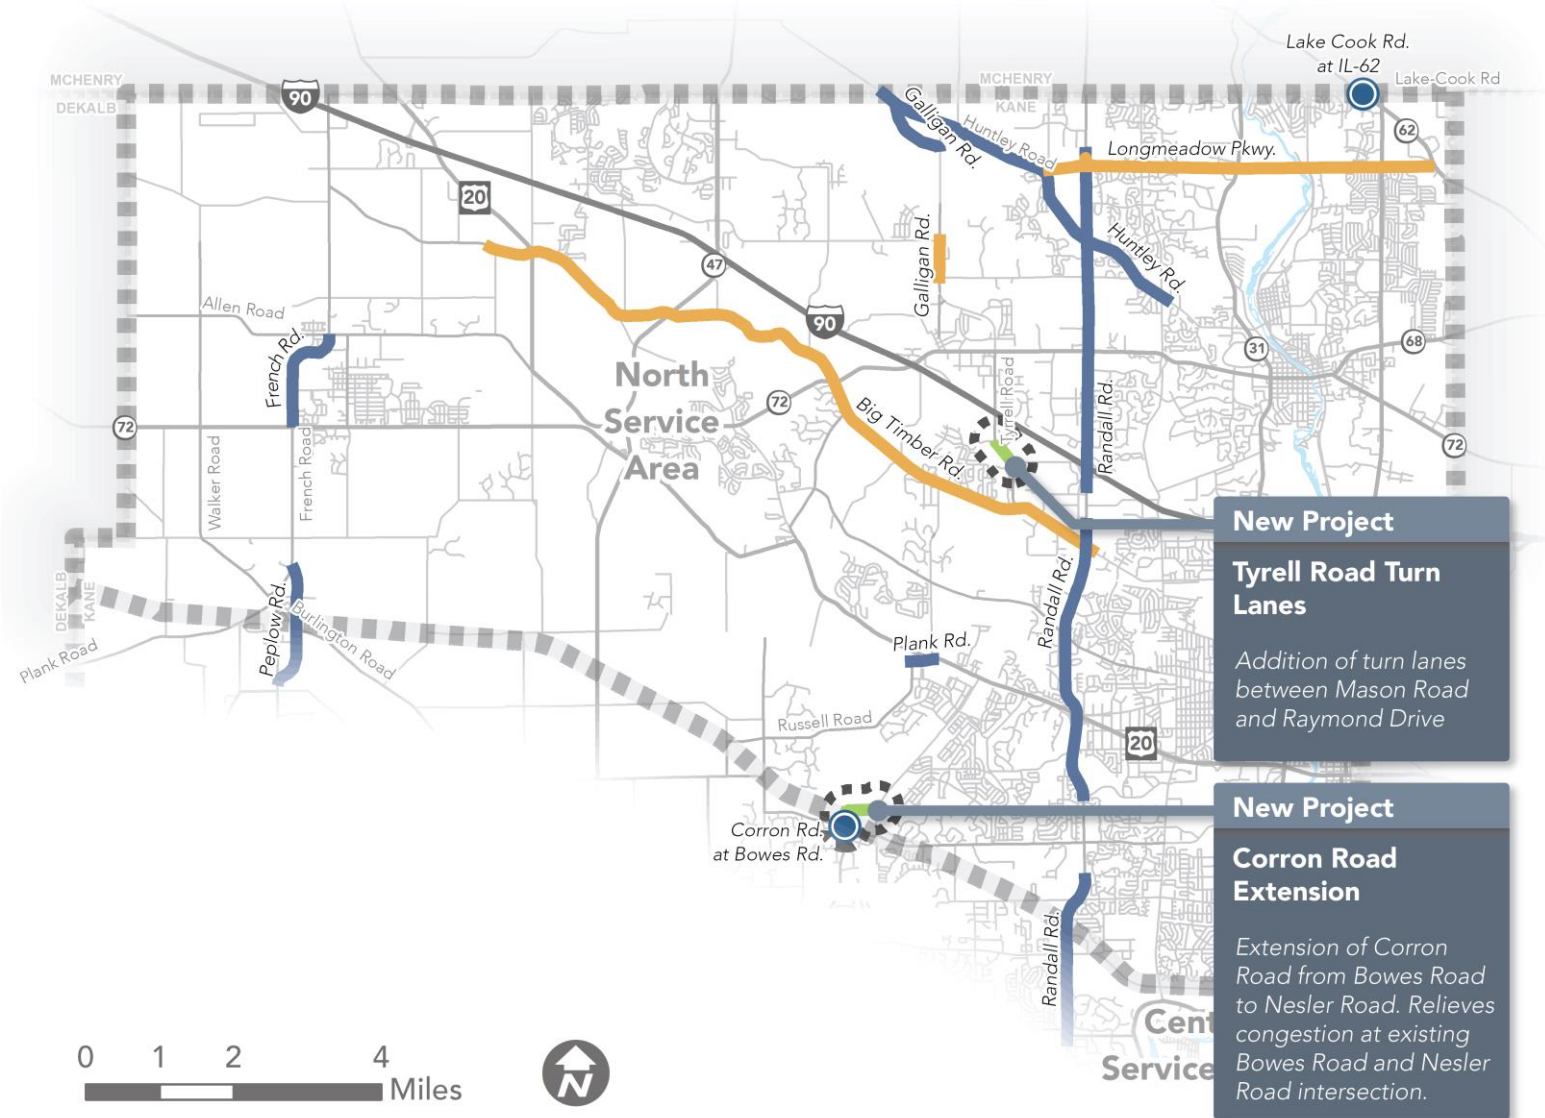 Lake Cook Rd.
at IL-62
Lake-Cook Rd
MCHENRY
DEKALB
MCHENRY
KANE
90
62
Galligan Rd.
Huntley Road
Longmeadow Pkwy.
20
47
Galligan Rd.
Huntley Rd.
Allen Road
French Rd.
90
31
68
North
Service
Area
72
72
72
Tyrrell Road
Randall Rd.
Big Timber Rd.
Walker Road
French Road
New Project
Tyrell Road Turn
Lanes
Addition of turn lanes
between Mason Road
and Raymond Drive
DEKALB
KANE
Plank Road
Peplow Rd.
Burlington Road
Randall Rd.
Plank Rd.
Russell Road
20
Corron Rd.
at Bowes Rd.
New Project
Corron Road
Extension
Extension of Corron
Road from Bowes Road
to Nesler Road. Relieves
congestion at existing
Bowes Road and Nesler
Road intersection.
Randall Rd.
Cent
Service
0 1 2 4
Miles
N